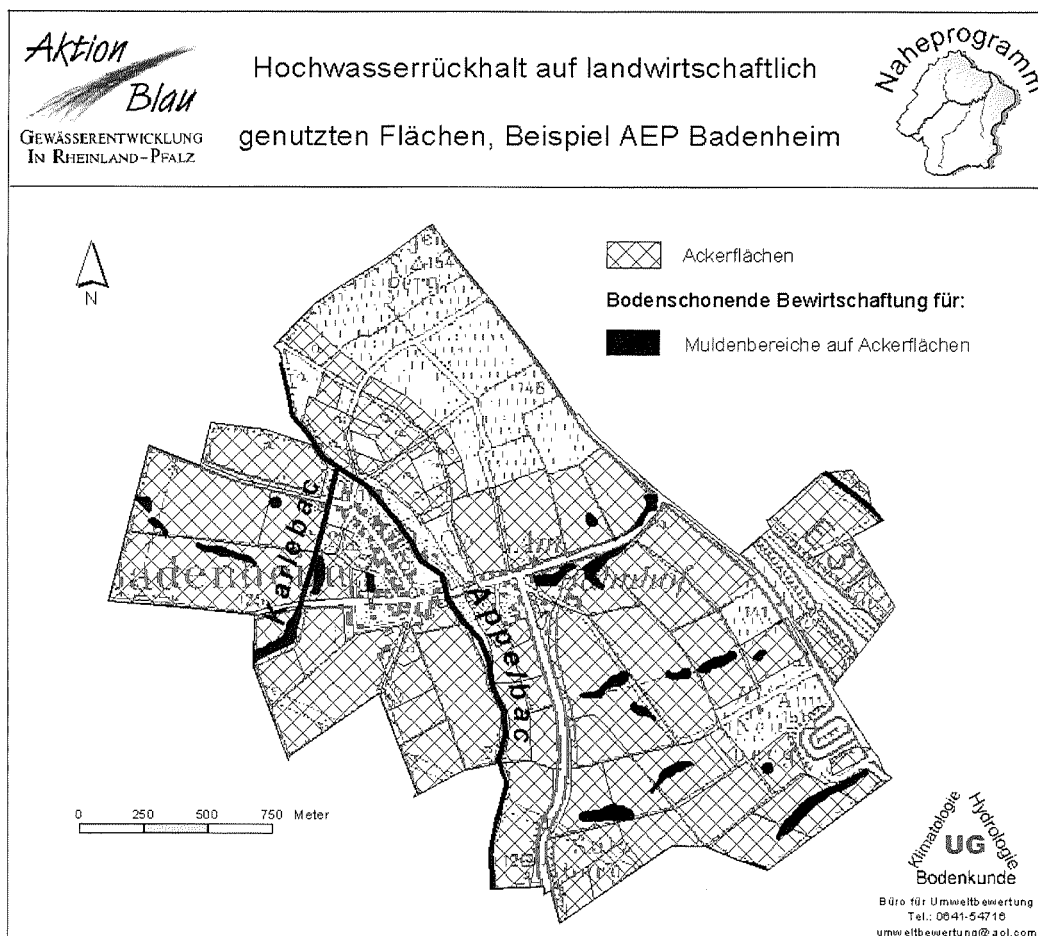 Aktion
Blau
GEWÄSSERENTWICKLUNG
IN RHEINLAND-PFALZ
Hochwasserrückhalt auf landwirtschaftlich
genutzten Flächen, Beispiel AEP Badenheim
Naheprogramm
N
Ackerflächen
Bodenschonende Bewirtschaftung für:
Muldenbereiche auf Ackerflächen
Karlebac
Appelbac
0 250 500 750 Meter
Klimatologie
Hydrologie
UG
Bodenkunde
Büro für Umweltbewertung
Tel.: 0641-54716
umweltbewertung@aol.com